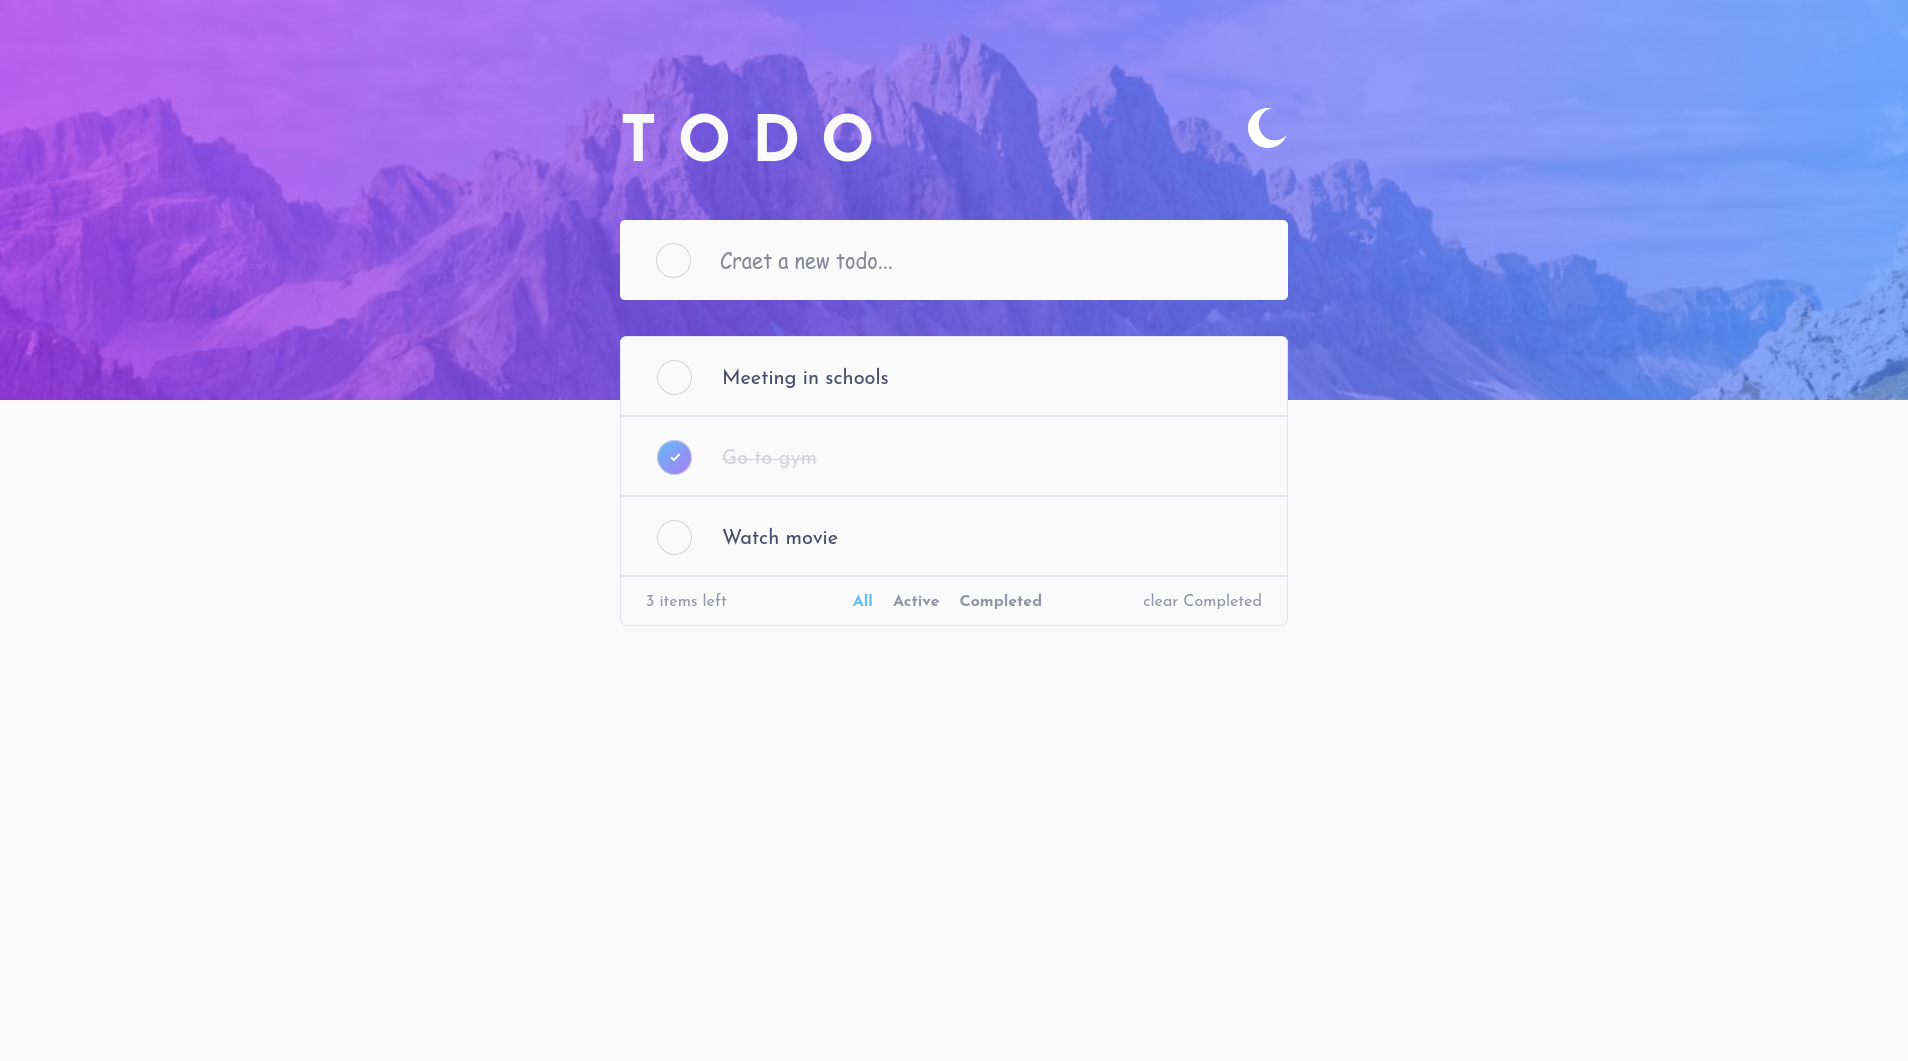 TODO
Craet a new todo...
Meeting in schools
Go to gym
Watch movie
3 items left All Active Completed clear Completed